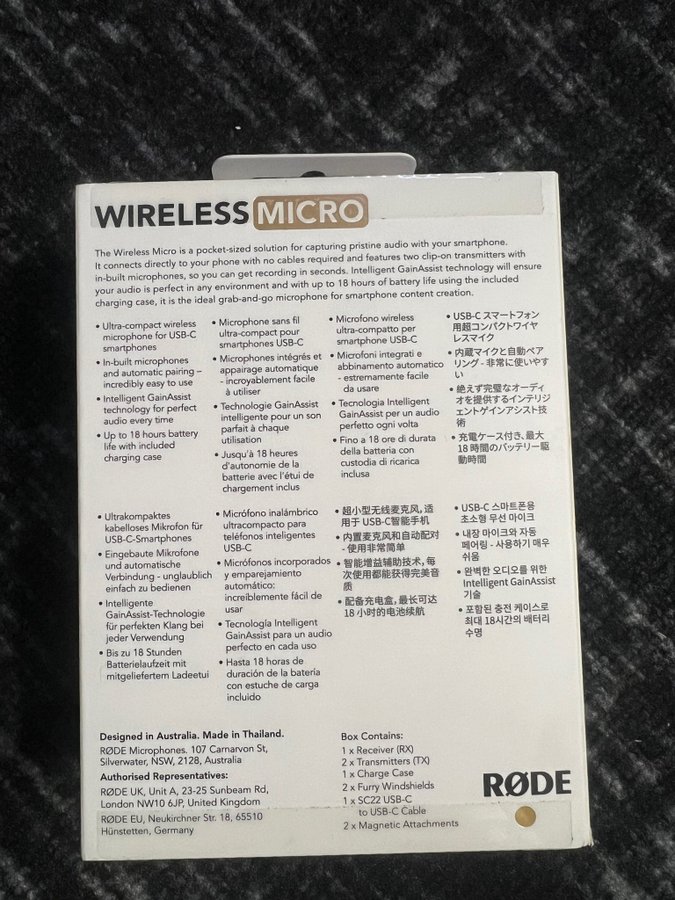 WIRELESS MICRO
The Wireless Micro is a pocket-sized solution for capturing pristine audio with your smartphone.
It connects directly to your phone with no cables required and features two clip-on transmitters with
in-built microphones, so you can get recording in seconds. Intelligent GainAssist technology will ensure
your audio is perfect in any environment and with up to 18 hours of battery life using the included
charging case, it is the ideal grab-and-go microphone for smartphone content creation.
• Ultra-compact wireless
microphone for USB-C
smartphones
• In-built microphones
and automatic pairing –
incredibly easy to use
• Intelligent GainAssist
technology for perfect
audio every time
• Up to 18 hours battery
life with included
charging case
• Microphone sans fil
ultra-compact pour
smartphones USB-C
• Microphones intégrés et
appairage automatique
- incroyablement facile
à utiliser
• Technologie GainAssist
intelligente pour un son
parfait à chaque
utilisation
• Jusqu'à 18 heures
d'autonomie de la
batterie avec l'étui de
chargement inclus
• Microfono wireless
ultra-compatto per
smartphone USB-C
• Microfoni integrati e
abbinamento automatico
- estremamente facile
da usare
• Tecnologia Intelligent
GainAssist per un audio
perfetto ogni volta
• Fino a 18 ore di durata
della batteria con
custodia di ricarica
inclusa
• USB-C スマートフォン
用超コンパクトワイヤ
レスマイク
• 内蔵マイクと自動ペア
リング - 非常に使いやす
い
• 絶えず完璧なオーディ
オを提供するインテリジ
ェントゲインアシスト技
術
• 充電ケース付き、最大
18 時間のバッテリー駆
動時間
• Ultrakompaktes
kabelloses Mikrofon für
USB-C-Smartphones
• Eingebaute Mikrofone
und automatische
Verbindung - unglaublich
einfach zu bedienen
• Intelligente
GainAssist-Technologie
für perfekten Klang bei
jeder Verwendung
• Bis zu 18 Stunden
Batterielaufzeit mit
mitgeliefertem Ladeetui
• Micrófono inalámbrico
ultracompacto para
teléfonos inteligentes
USB-C
• Micrófonos incorporados
y emparejamiento
automático:
increíblemente fácil de
usar
• Tecnología Intelligent
GainAssist para un audio
perfecto en cada uso
• Hasta 18 horas de
duración de la batería
con estuche de carga
incluido
• 超小型无线麦克风，适
用于 USB-C智能手机
• 内置麦克风和自动配对
- 使用非常简单
• 智能增益辅助技术，每
次使用都能获得完美音
质
• 配备充电盒，最长可达
18 小时的电池续航
• USB-C 스마트폰용
초소형 무선 마이크
• 내장 마이크와 자동
페어링 - 사용하기 매우
쉬움
• 완벽한 오디오를 위한
Intelligent GainAssist
기술
• 포함된 충전 케이스로
최대 18시간의 배터리
수명
Designed in Australia. Made in Thailand.
RØDE Microphones. 107 Carnarvon St,
Silverwater, NSW, 2128, Australia
Authorised Representatives:
RØDE UK, Unit A, 23-25 Sunbeam Rd,
London NW10 6JP, United Kingdom
RØDE EU, Neukirchner Str. 18, 65510
Hünstetten, Germany
Box Contains:
1 x Receiver (RX)
2 x Transmitters (TX)
1 x Charge Case
2 x Furry Windshields
1 x SC22 USB-C
to USB-C Cable
2 x Magnetic Attachments
RØDE